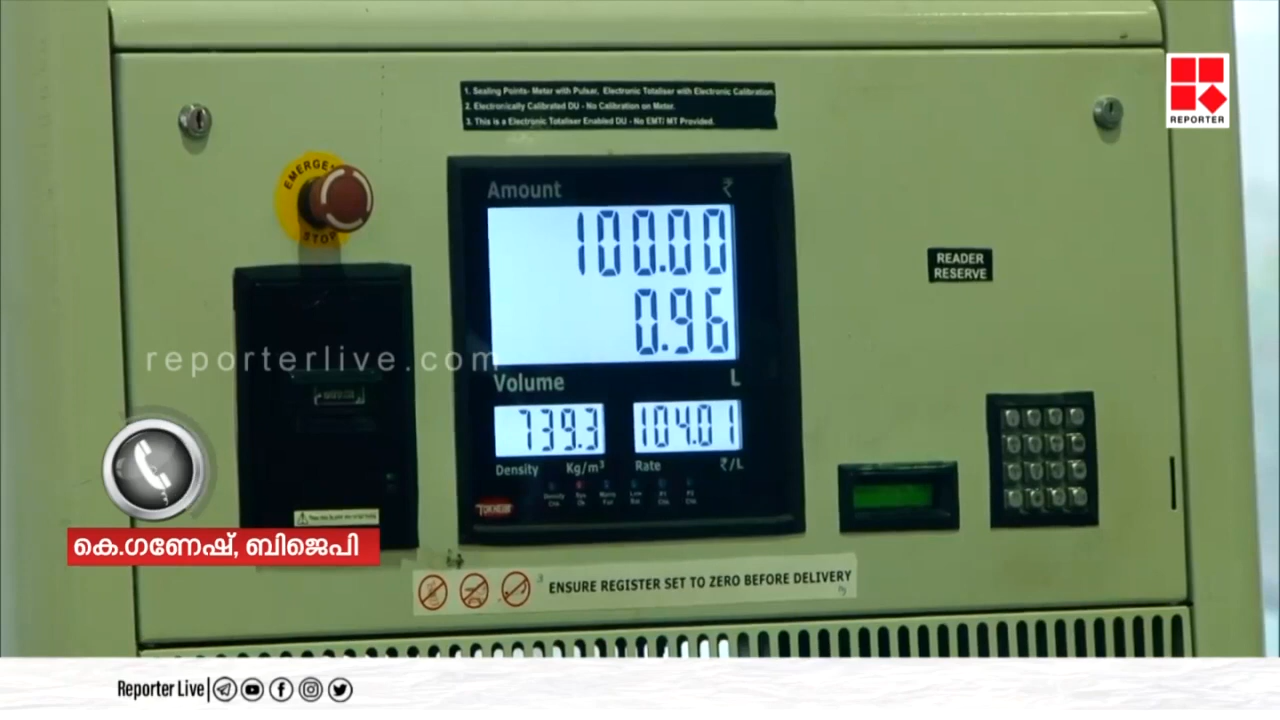 1. Sealing Points- Meter with Pulsar, Electronic Totaliser with Electronic Calibration.
2. Electronically Calibrated DU - No Calibration on Meter.
3. This is a Electronic Totaliser Enabled DU - No EMT/ MT Provided.
REPORTER
EMERGENCY
STOP
Amount ₹
100.00
0.96
Volume L
739.3 104.01
Density Kg/m³ Rate ₹/L
READER
RESERVE
reporterlive.com
TOKHEIM
കെ.ഗണേഷ്, ബിജെപി
ENSURE REGISTER SET TO ZERO BEFORE DELIVERY
Reporter Live